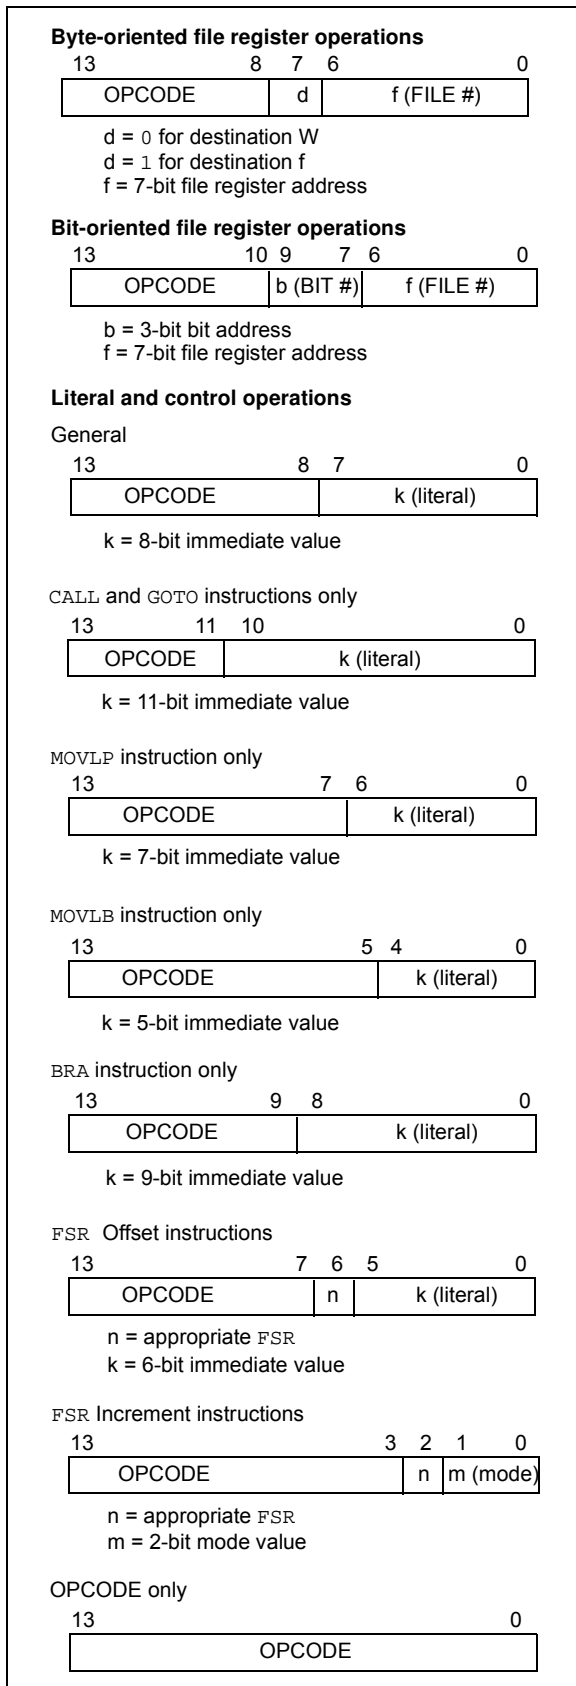 Byte-oriented file register operations
13 8 7 6 0
OPCODE d f (FILE #)
d = 0 for destination W
d = 1 for destination f
f = 7-bit file register address
Bit-oriented file register operations
13 10 9 7 6 0
OPCODE b (BIT #) f (FILE #)
b = 3-bit bit address
f = 7-bit file register address
Literal and control operations
General
13 8 7 0
OPCODE k (literal)
k = 8-bit immediate value
CALL and GOTO instructions only
13 11 10 0
OPCODE k (literal)
k = 11-bit immediate value
MOVLP instruction only
13 7 6 0
OPCODE k (literal)
k = 7-bit immediate value
MOVLB instruction only
13 5 4 0
OPCODE k (literal)
k = 5-bit immediate value
BRA instruction only
13 9 8 0
OPCODE k (literal)
k = 9-bit immediate value
FSR Offset instructions
13 7 6 5 0
OPCODE n k (literal)
n = appropriate FSR
k = 6-bit immediate value
FSR Increment instructions
13 3 2 1 0
OPCODE n m (mode)
n = appropriate FSR
m = 2-bit mode value
OPCODE only
13 0
OPCODE